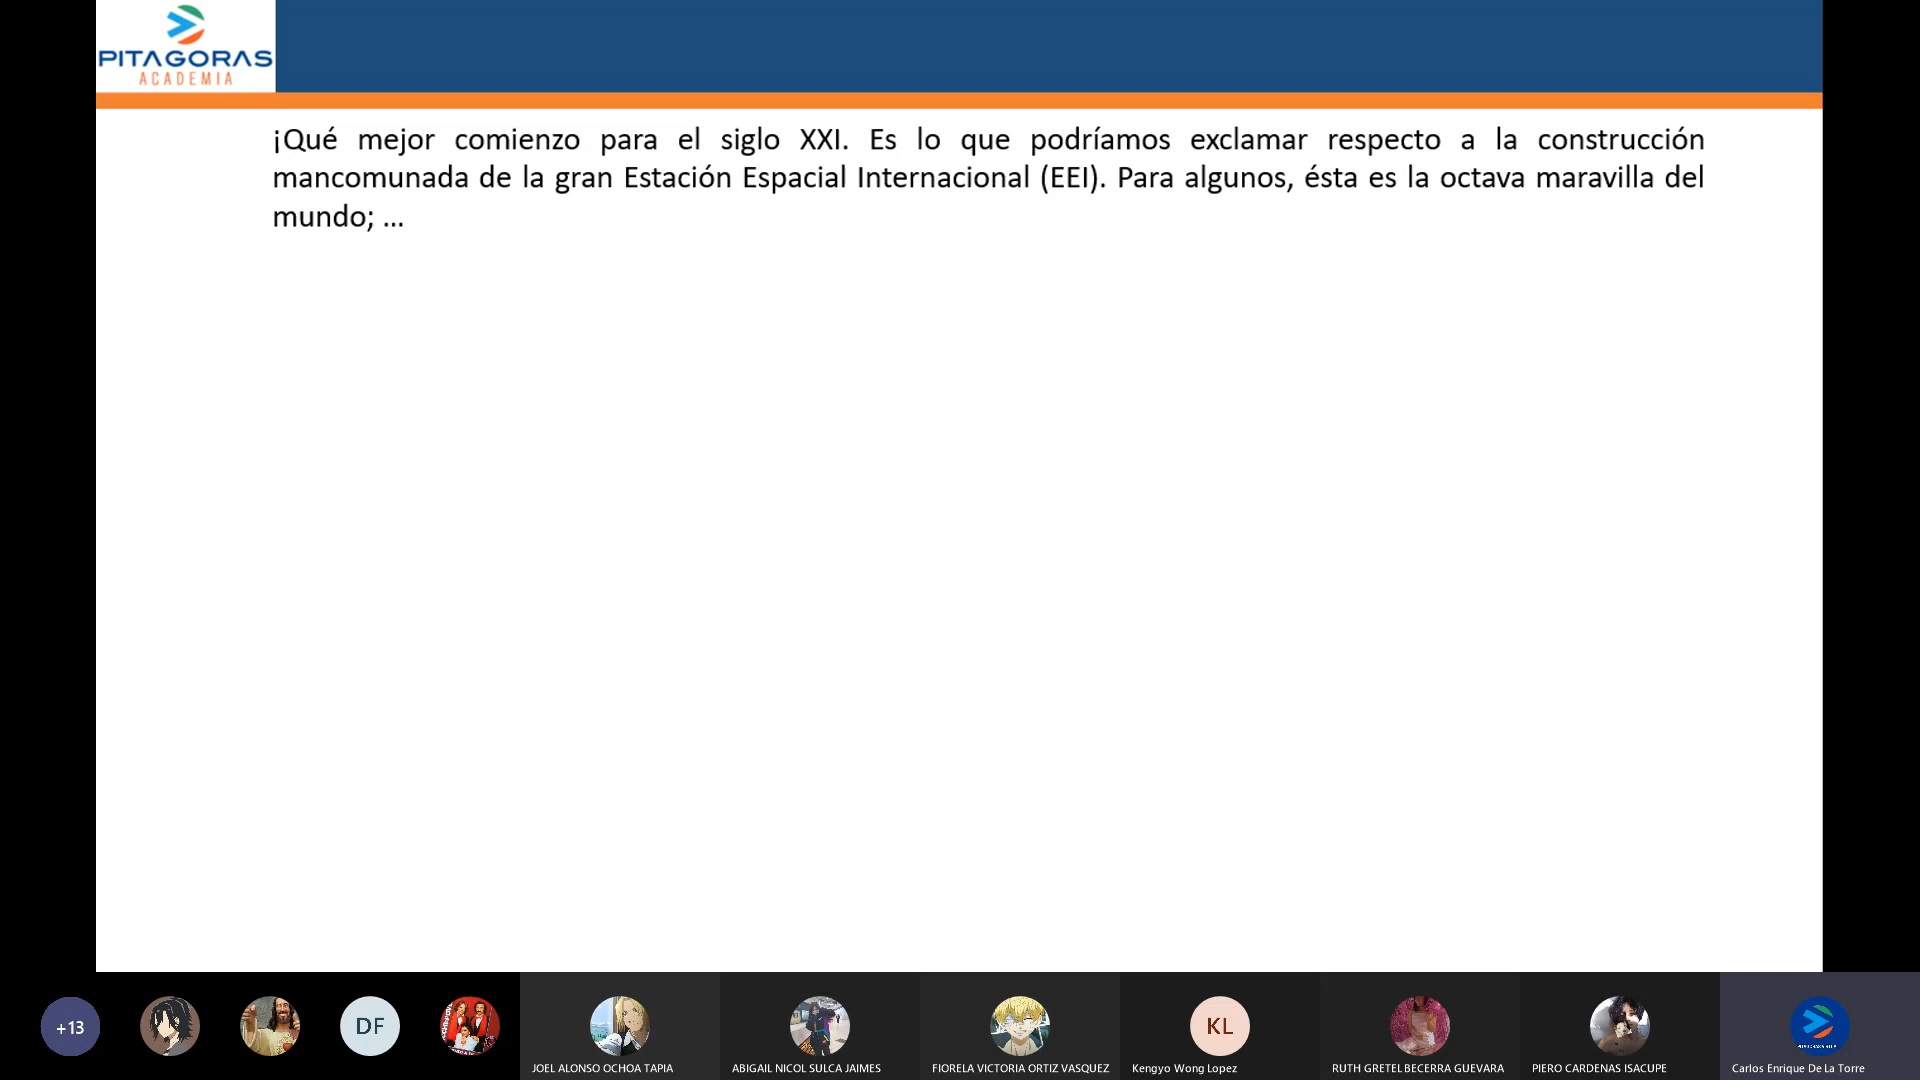 PITAGORAS
ACADEMIA
¡Qué mejor comienzo para el siglo XXI. Es lo que podríamos exclamar respecto a la construcción
mancomunada de la gran Estación Espacial Internacional (EEI). Para algunos, ésta es la octava maravilla del
mundo; ...
+13
DF
KL
JOEL ALONSO OCHOA TAPIA
ABIGAIL NICOL SULCA JAIMES
FIORELA VICTORIA ORTIZ VASQUEZ
Kengyo Wong Lopez
RUTH GRETEL BECERRA GUEVARA
PIERO CARDENAS ISACUPE
Carlos Enrique De La Torre